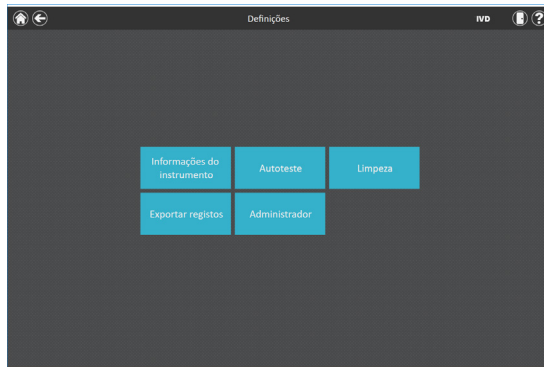 Definições
IVD
?
Informações do
instrumento
Autoteste
Limpeza
Exportar registos
Administrador